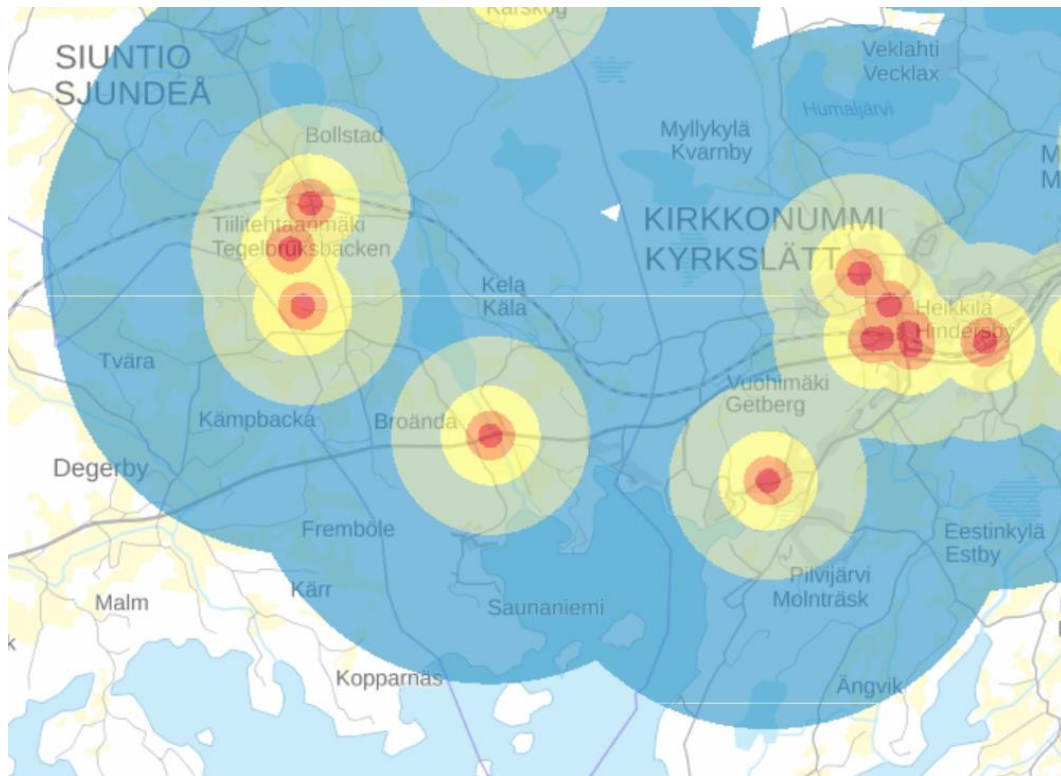 Karskog
SIUNTIO
SJUNDEÅ
Veklahti
Vecklax
Humaljärvi
Bollstad
Myllykylä
Kvarnby
M
M
Tiilitehtaanmäki
Tegelbruksbacken
KIRKKONUMMI
KYRKSLÄTT
Kela
Käla
Heikkilä
Hindersby
Tvära
Vuohimäki
Getberg
Kämpbacka
Broända
Degerby
Fremböle
Eestinkylä
Estby
Kärr
Pilvijärvi
Molnträsk
Malm
Saunaniemi
k
Kopparnäs
Ängvik